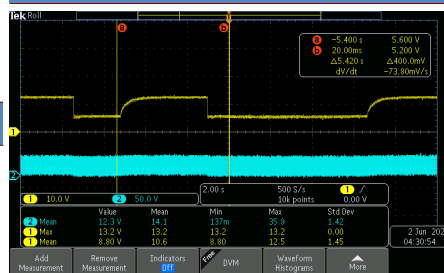 Tek Roll
a
b
a -5.400 s 5.600 V
b 20.00ms 5.200 V
Δ5.420 s Δ400.0mV
dV/dt -73.80mV/s
1
2
1 10.0 V 2 50.0 V
2.00 s 500 S/s 1 /
10k points 0.00 V
Value Mean Min Max Std Dev
2 Mean 12.3 V 14.1 137m 35.9 1.42
1 Max 13.2 V 13.2 13.2 13.2 0.00
1 Mean 8.80 V 10.6 8.80 12.5 1.45
2 Jun 202
04:30:54
Add Measurement
Remove Measurement
Indicators Off
Free DVM
Waveform Histograms
More